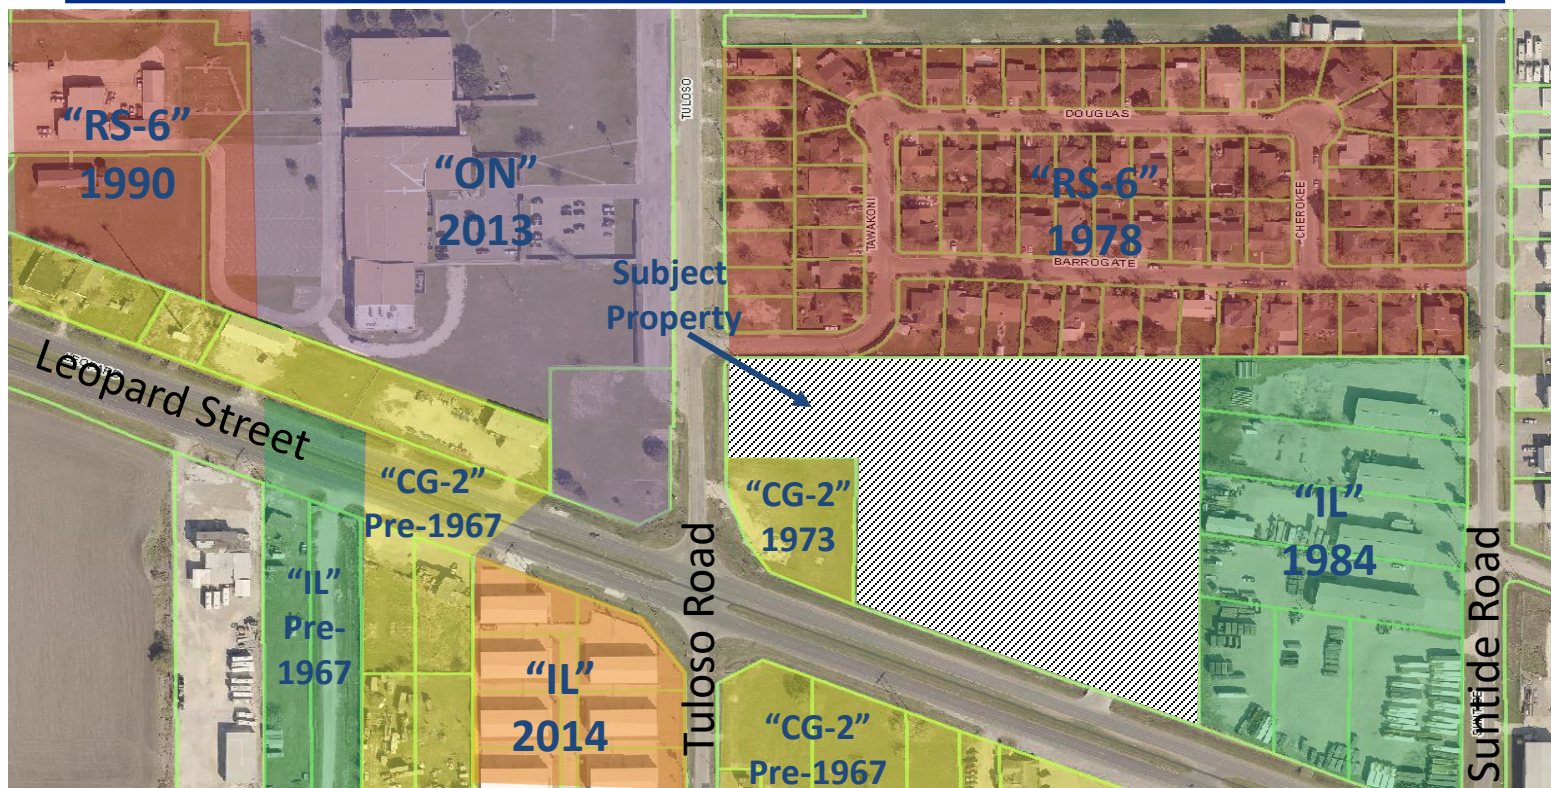 TULOSO
DOUGLAS
“RS-6”
1990
“ON”
2013
“RS-6”
1978
TAWAKONI
CHEROKEE
BARROGATE
Subject
Property
Leopard Street
“CG-2”
Pre-1967
“CG-2”
1973
“IL”
1984
“IL”
Pre-
1967
“IL”
2014
Tuloso Road
“CG-2”
Pre-1967
Suntide Road